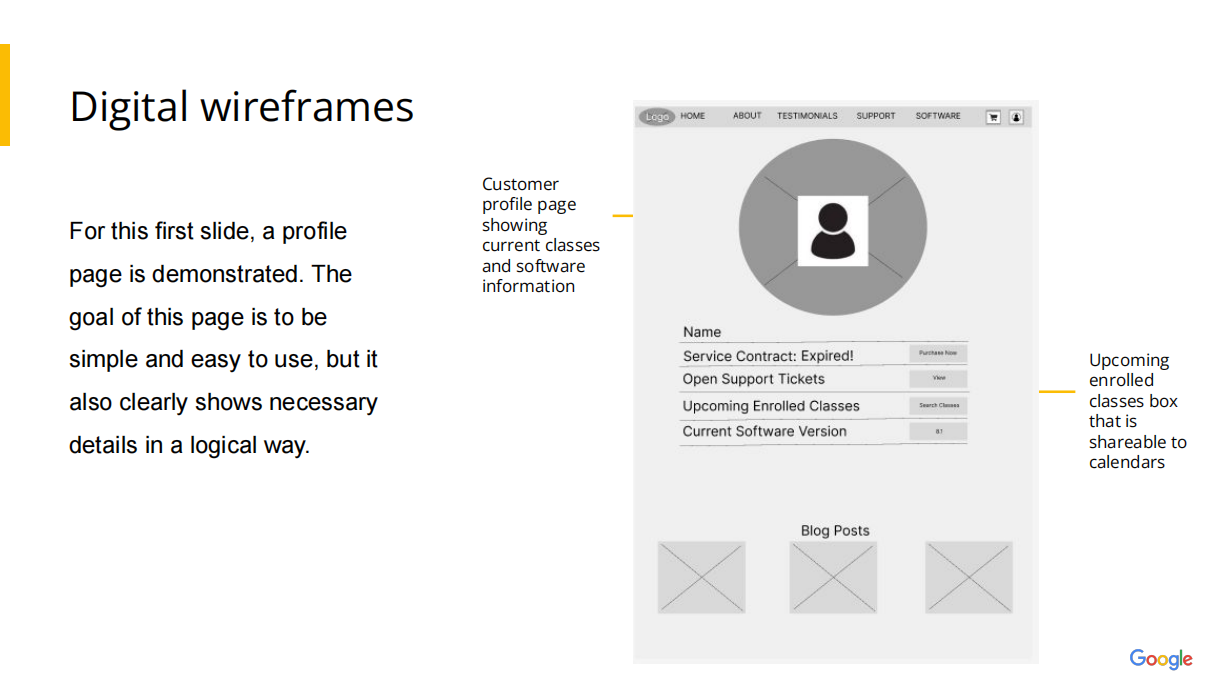 Digital wireframes
For this first slide, a profile
page is demonstrated. The
goal of this page is to be
simple and easy to use, but it
also clearly shows necessary
details in a logical way.
Customer
profile page
showing
current classes
and software
information
Logo HOME ABOUT TESTIMONIALS SUPPORT SOFTWARE
Name
Service Contract: Expired! Purchase Now
Open Support Tickets View
Upcoming Enrolled Classes Search Classes
Current Software Version 8.1
Blog Posts
Upcoming
enrolled
classes box
that is
shareable to
calendars
Google